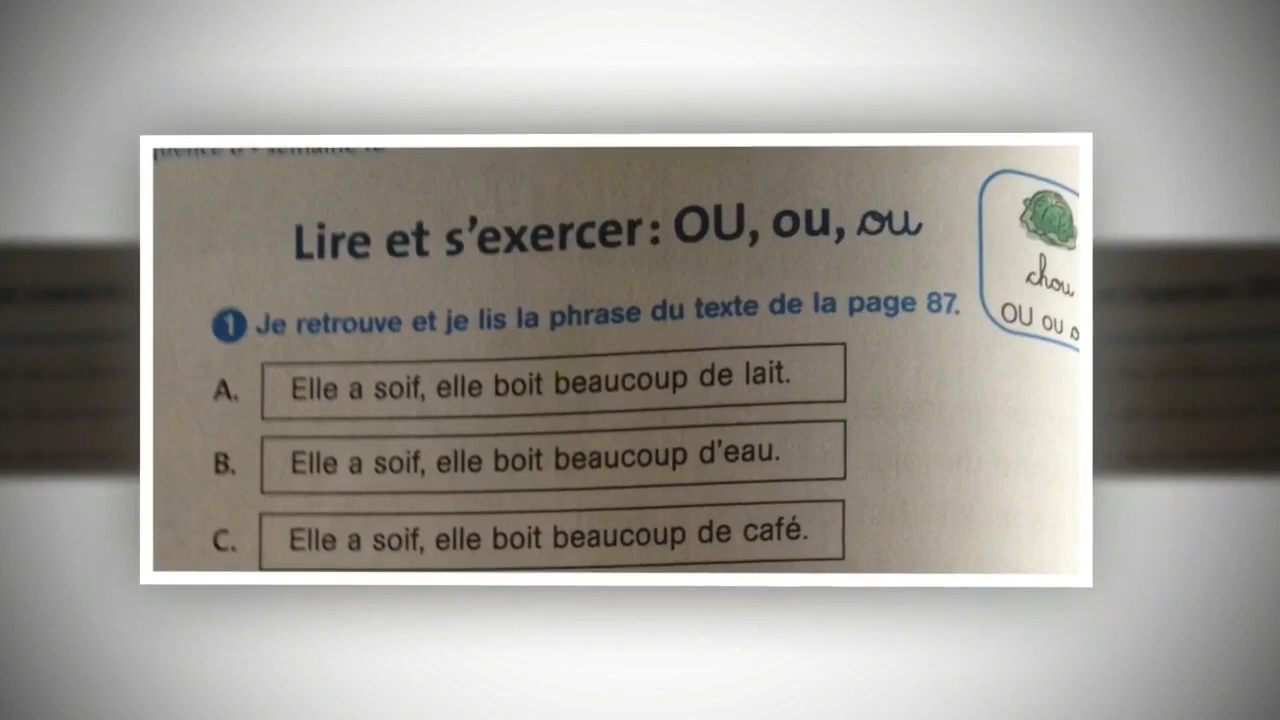 Lire et s'exercer : OU, ou, ou
chou
OU ou
1 Je retrouve et je lis la phrase du texte de la page 87.
A. Elle a soif, elle boit beaucoup de lait.
B. Elle a soif, elle boit beaucoup d'eau.
C. Elle a soif, elle boit beaucoup de café.